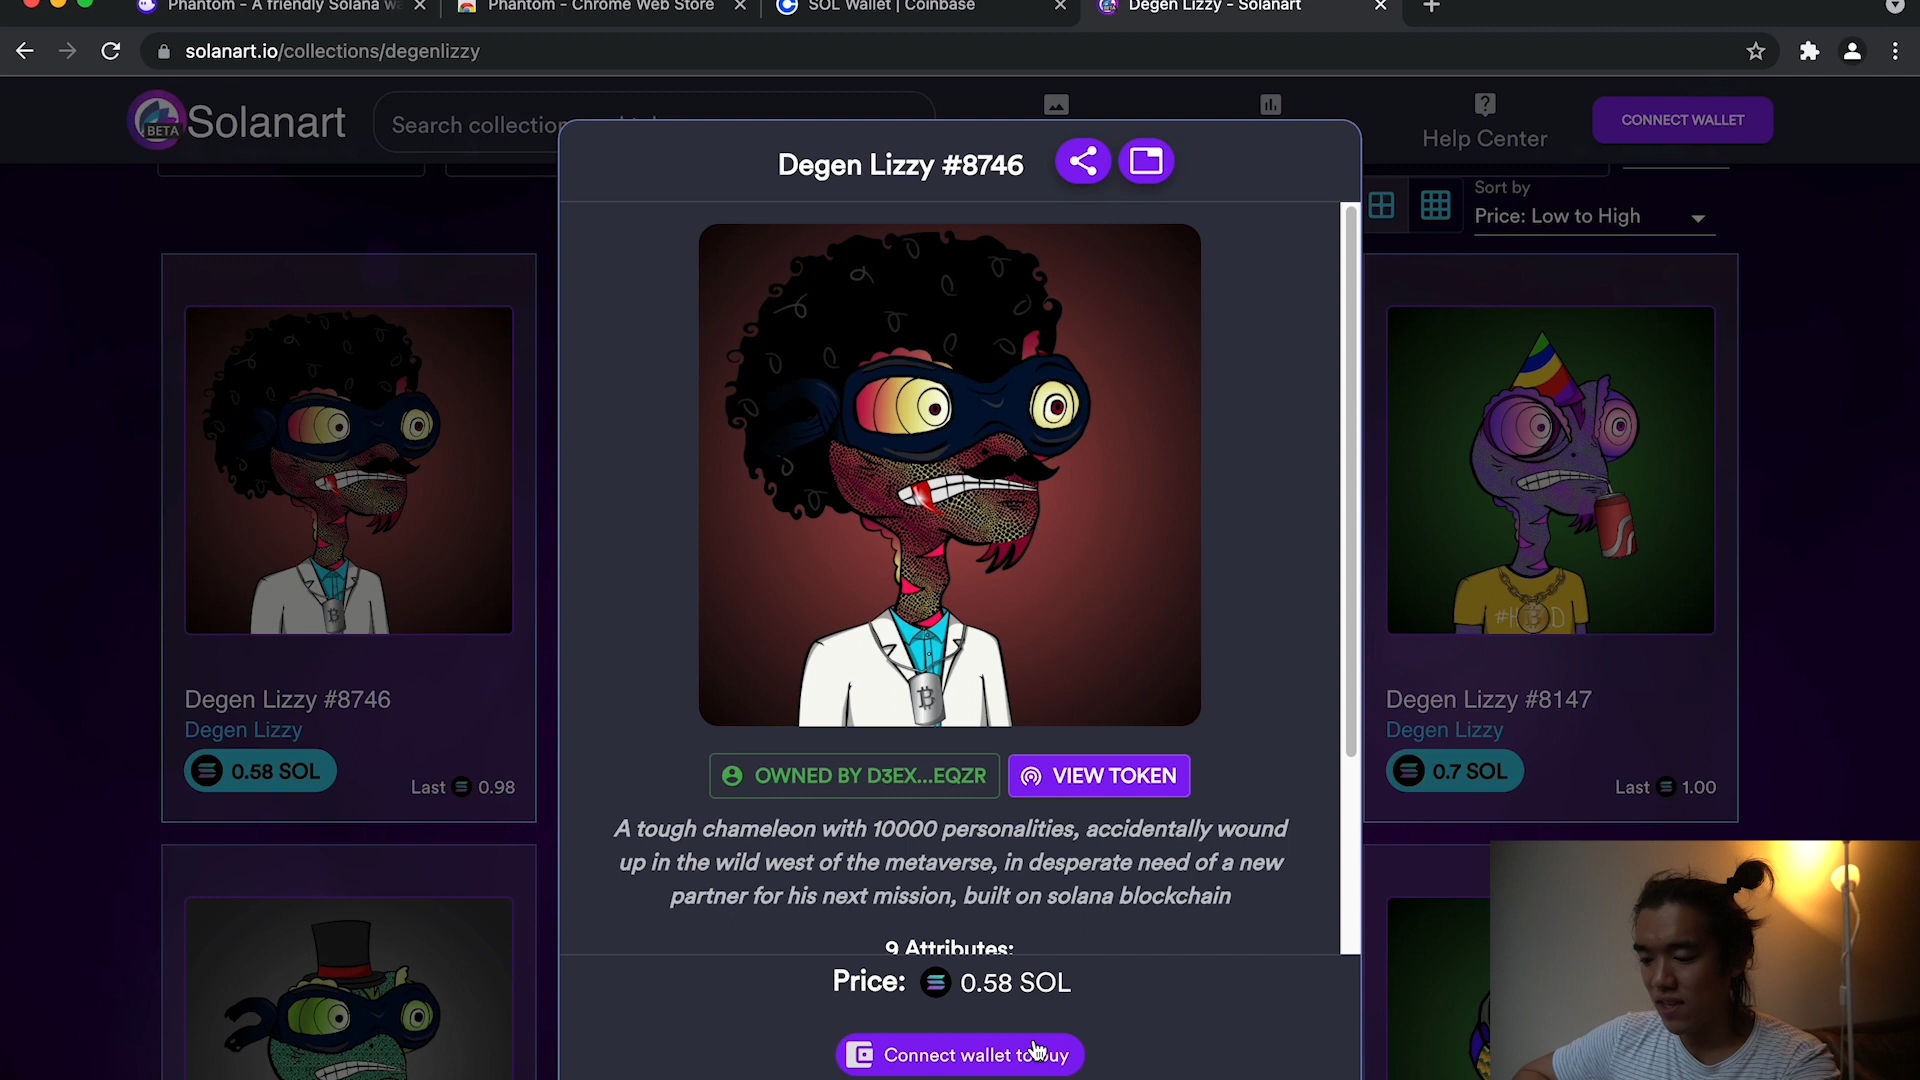 Phantom - A friendly Solana wa
Phantom - Chrome Web Store
SOL Wallet | Coinbase
Degen Lizzy - Solanart
solanart.io/collections/degenlizzy
BETA
Solanart
Search collection
Help Center
CONNECT WALLET
Degen Lizzy #8746
Sort by
Price: Low to High
Degen Lizzy #8746
Degen Lizzy
0.58 SOL
Last 0.98
OWNED BY D3EX...EQZR
VIEW TOKEN
A tough chameleon with 10000 personalities, accidentally wound
up in the wild west of the metaverse, in desperate need of a new
partner for his next mission, built on solana blockchain
9 Attributes:
Price: 0.58 SOL
Connect wallet to buy
Degen Lizzy #8147
Degen Lizzy
0.7 SOL
Last 1.00